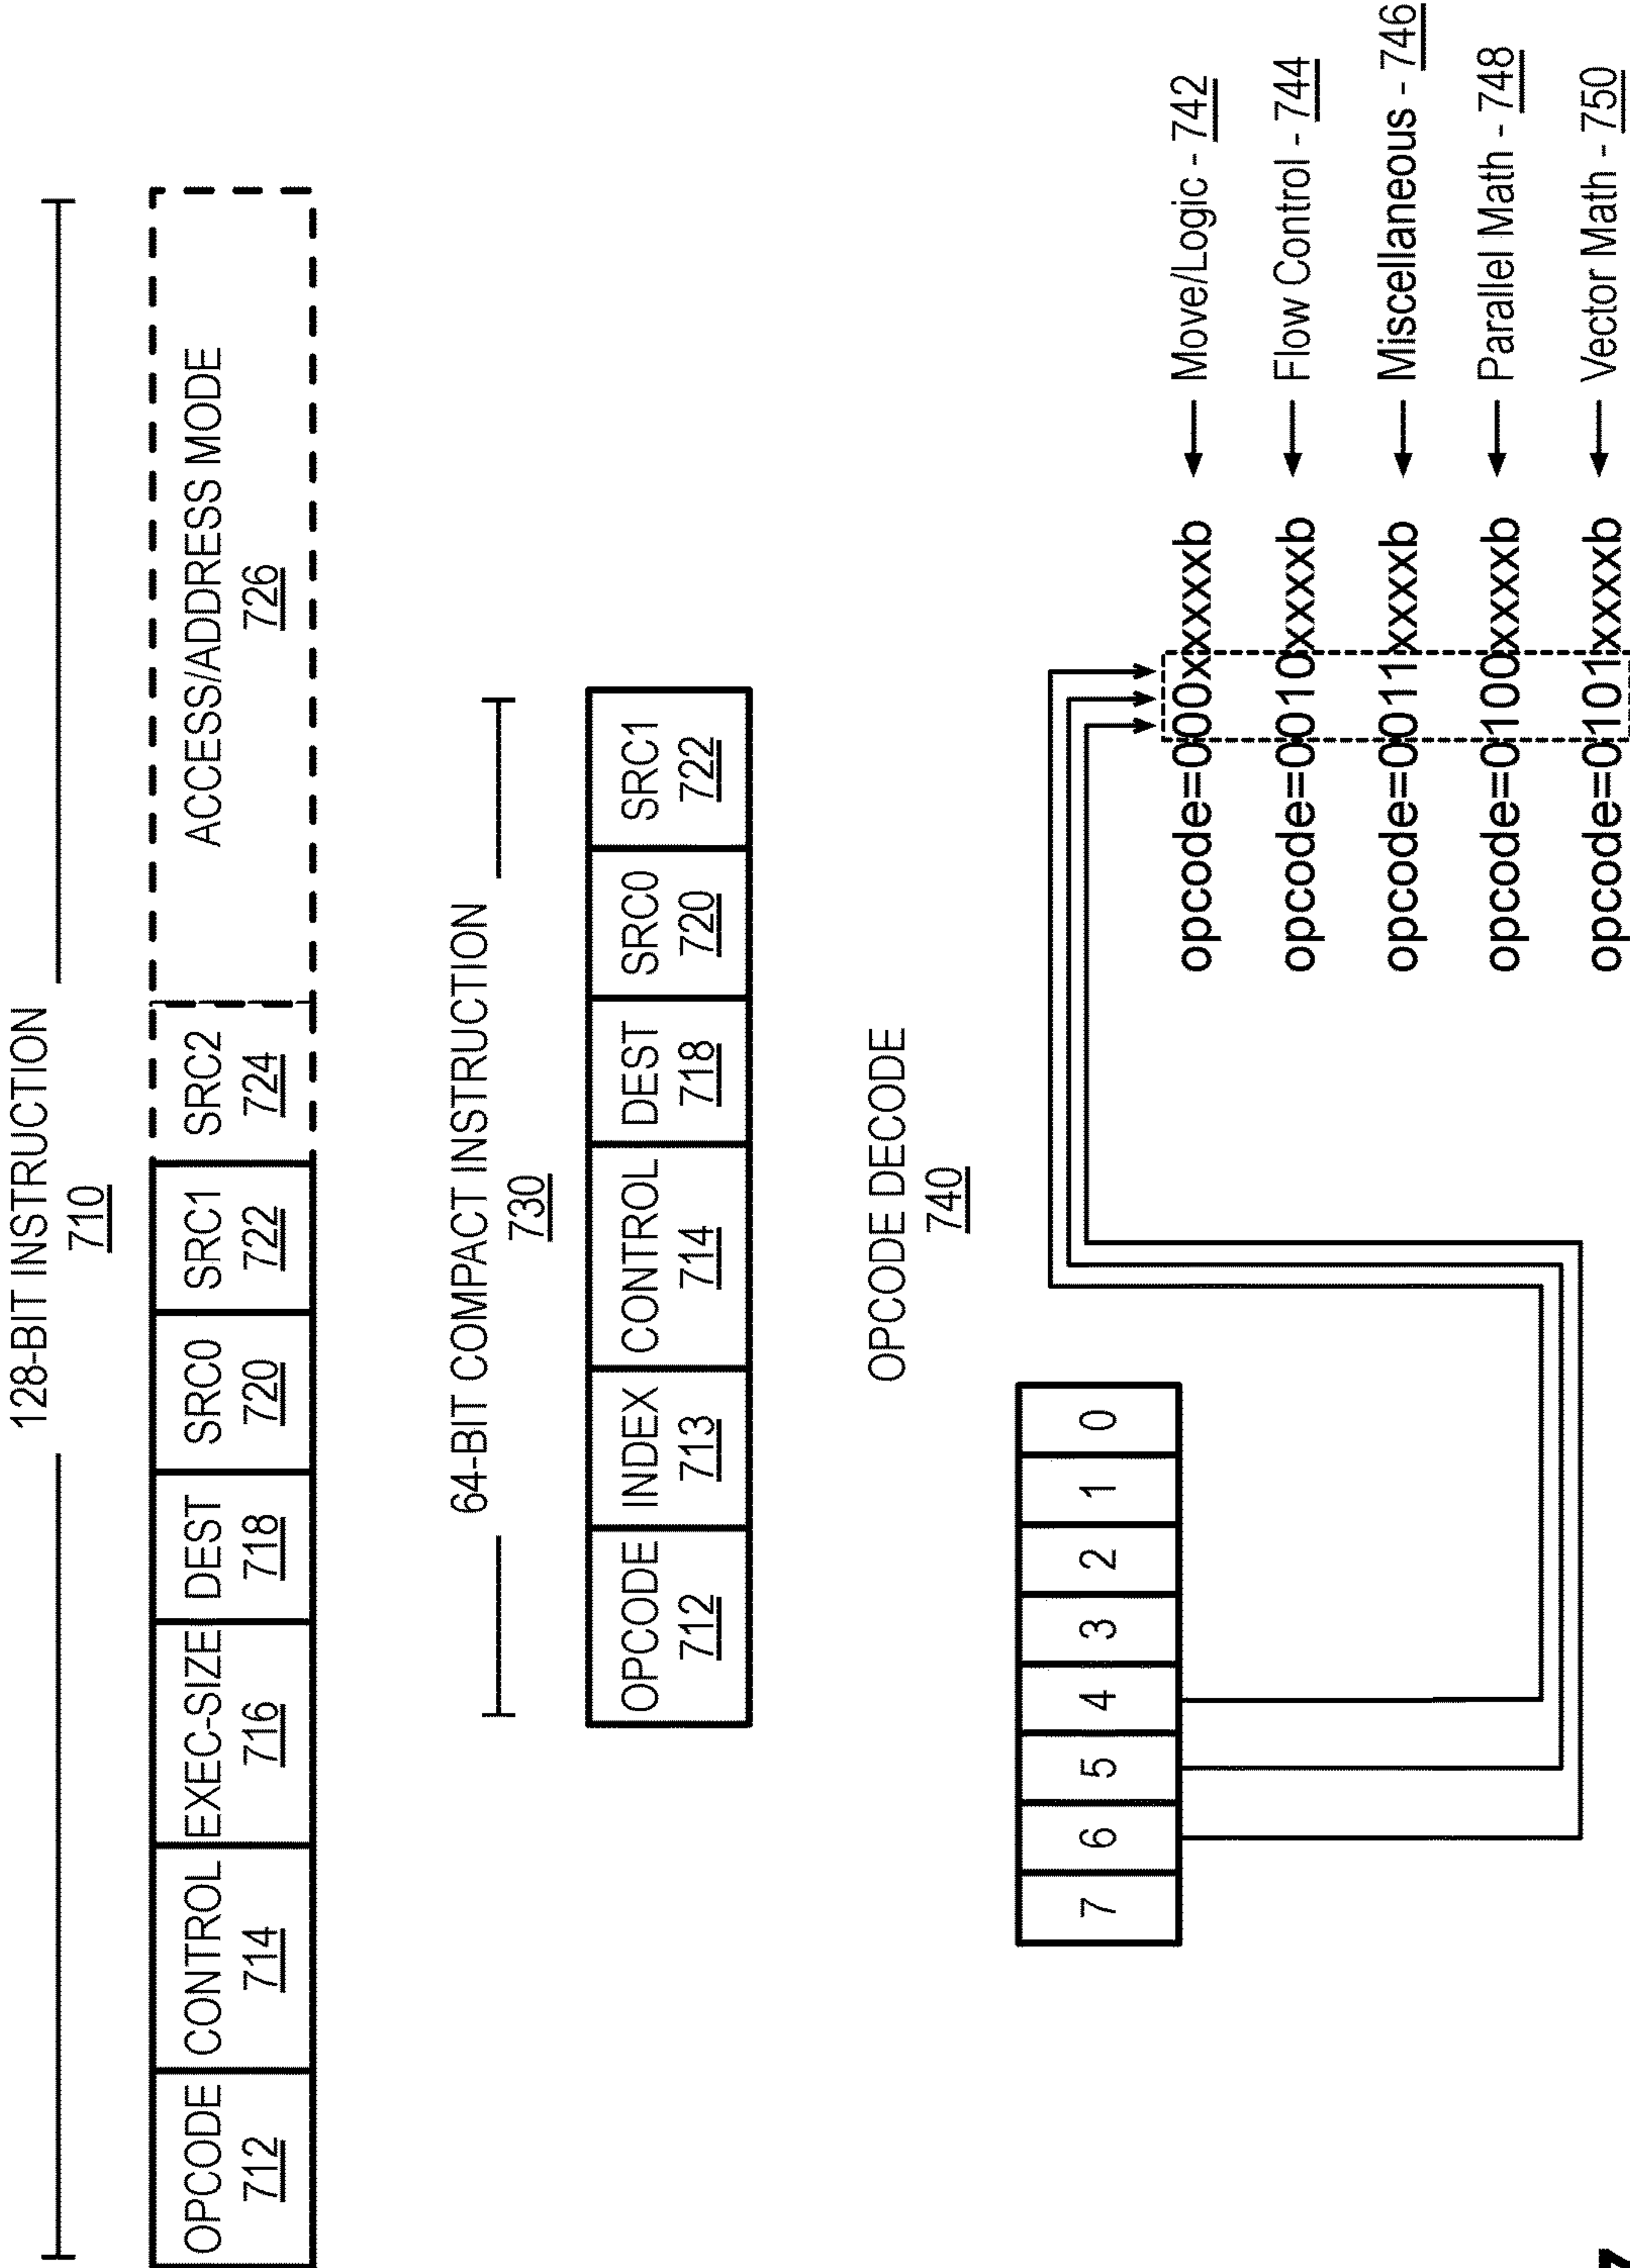 128-BIT INSTRUCTION
710
OPCODE CONTROL EXEC-SIZE DEST SRC0 SRC1 SRC2 ACCESS/ADDRESS MODE
712 714 716 718 720 722 724 726
64-BIT COMPACT INSTRUCTION
730
OPCODE INDEX CONTROL DEST SRC0 SRC1
712 713 714 718 720 722
OPCODE DECODE
740
7 6 5 4 3 2 1 0
opcode=000xxxxxb Move/Logic - 742
opcode=0010xxxxb Flow Control - 744
opcode=0011xxxxb Miscellaneous - 746
opcode=0100xxxxb Parallel Math - 748
opcode=0101xxxxb Vector Math - 750
7